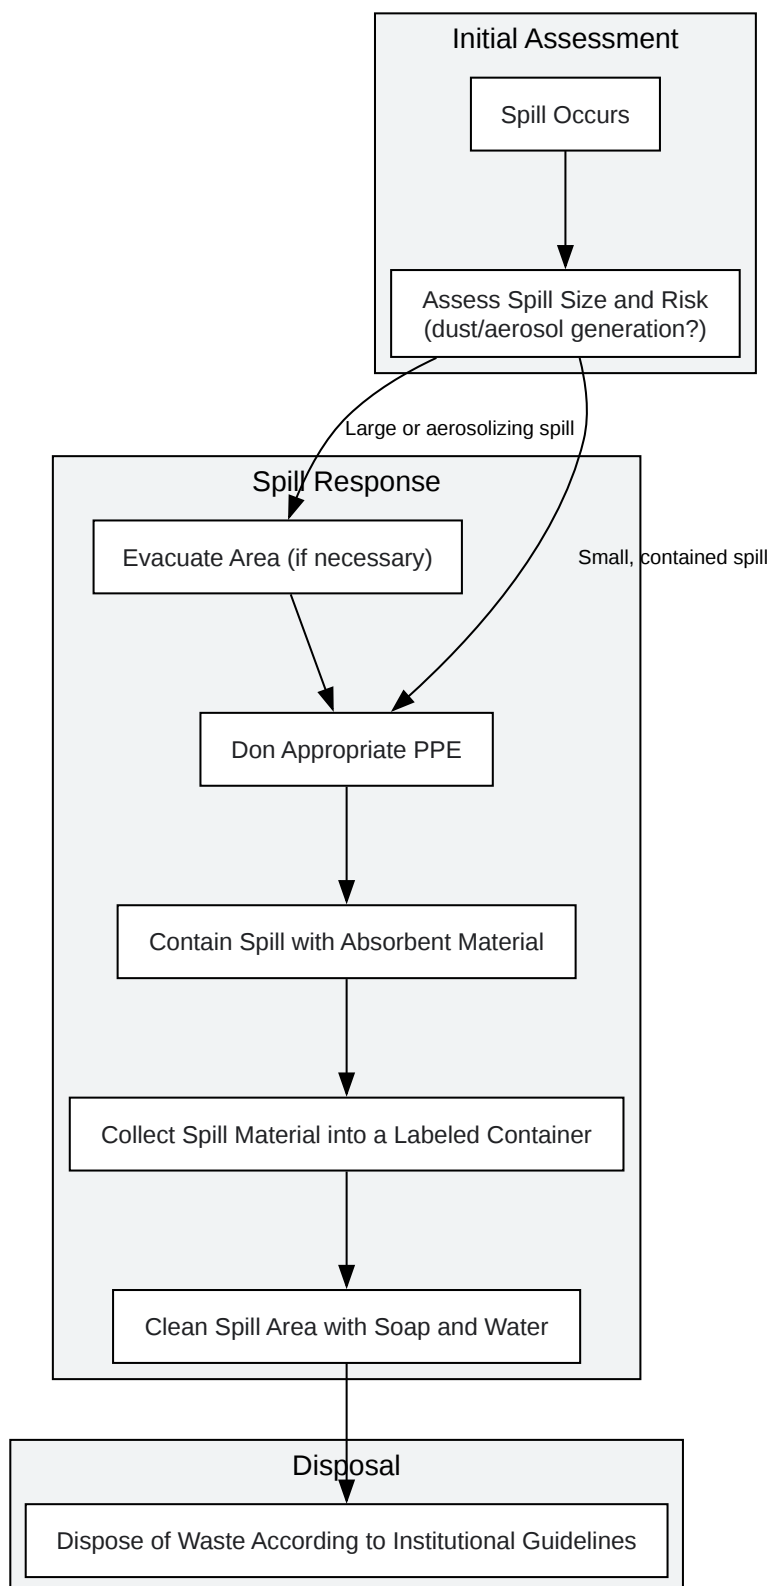 Initial Assessment
Spill Occurs
Assess Spill Size and Risk
(dust/aerosol generation?)
Large or aerosolizing spill
Spill Response
Evacuate Area (if necessary)
Small, contained spill
Don Appropriate PPE
Contain Spill with Absorbent Material
Collect Spill Material into a Labeled Container
Clean Spill Area with Soap and Water
Disposal
Dispose of Waste According to Institutional Guidelines